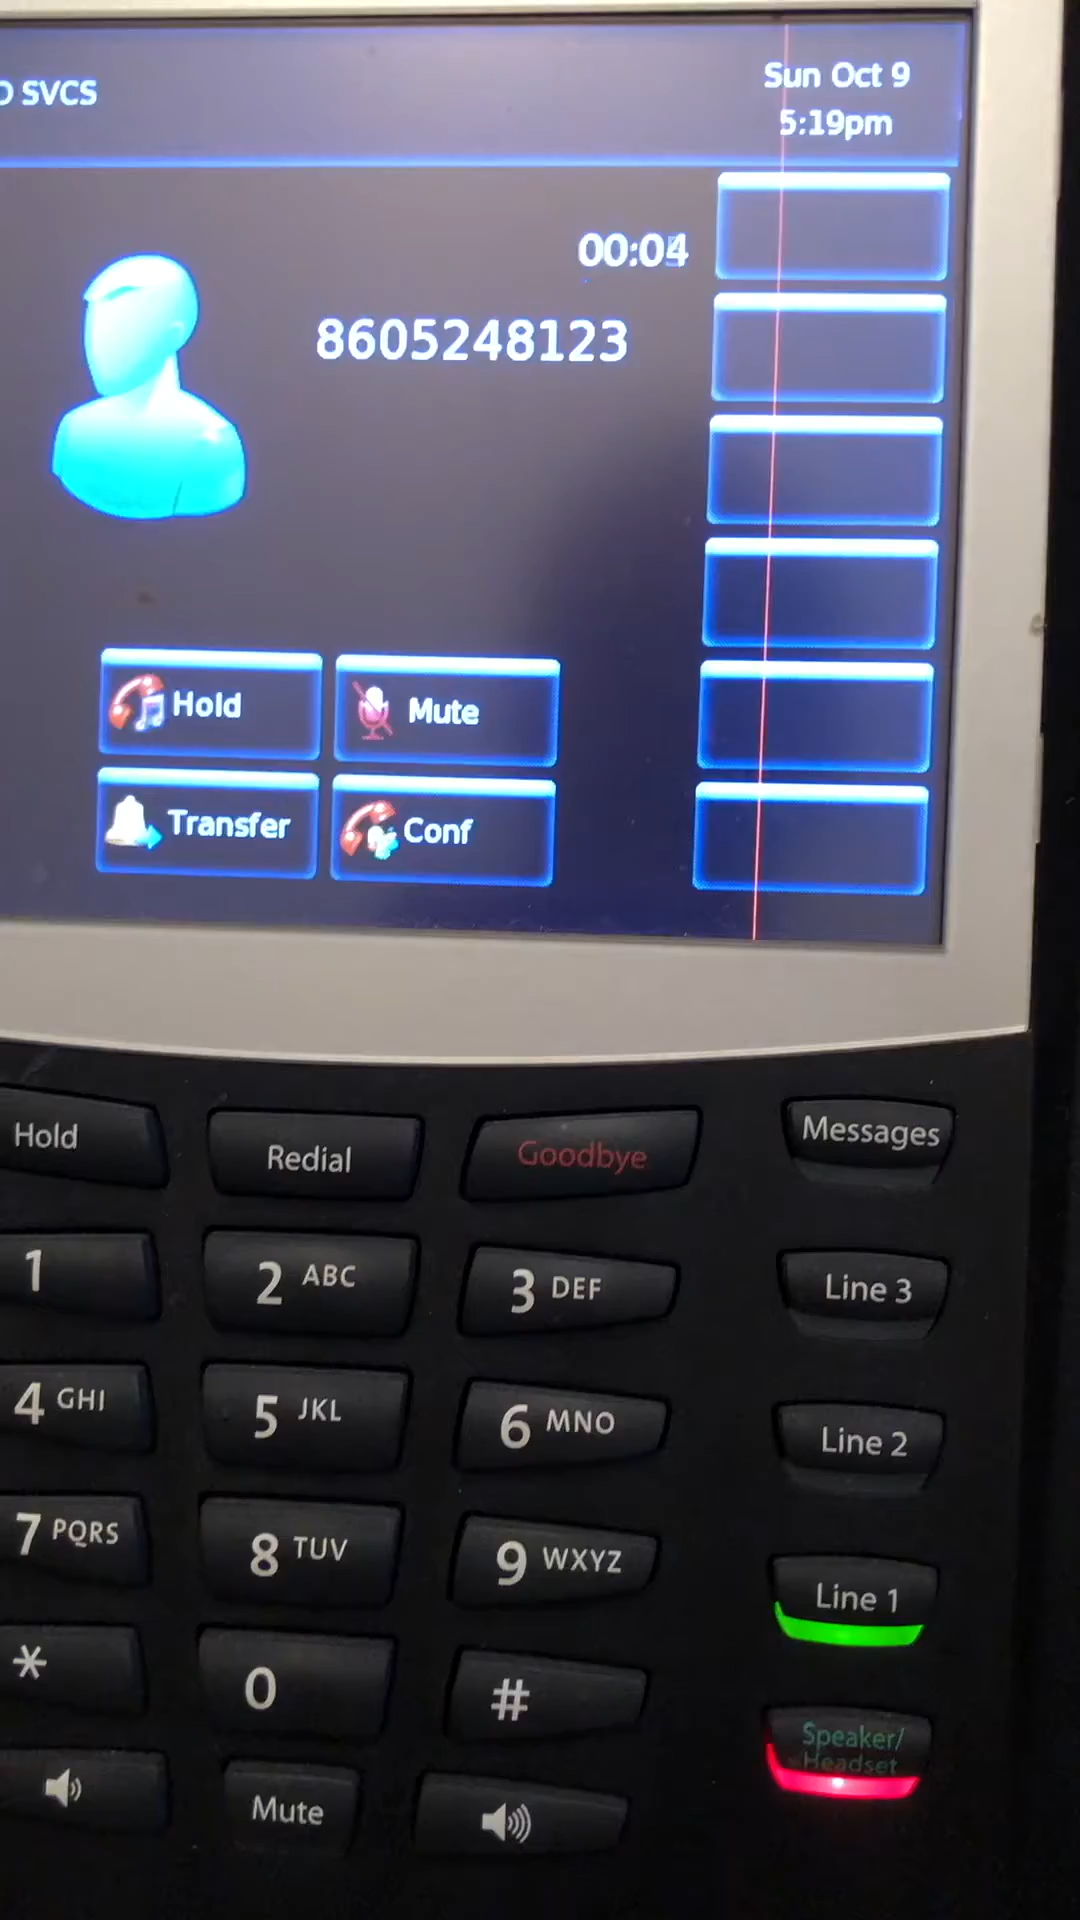 SVCS
Sun Oct 9
5:19pm
00:04
8605248123
Hold
Mute
Transfer
Conf
Hold
Redial
Goodbye
Messages
1
2 ABC
3 DEF
Line 3
4 GHI
5 JKL
6 MNO
Line 2
7 PQRS
8 TUV
9 WXYZ
Line 1
*
0
#
Speaker/
Headset
Mute